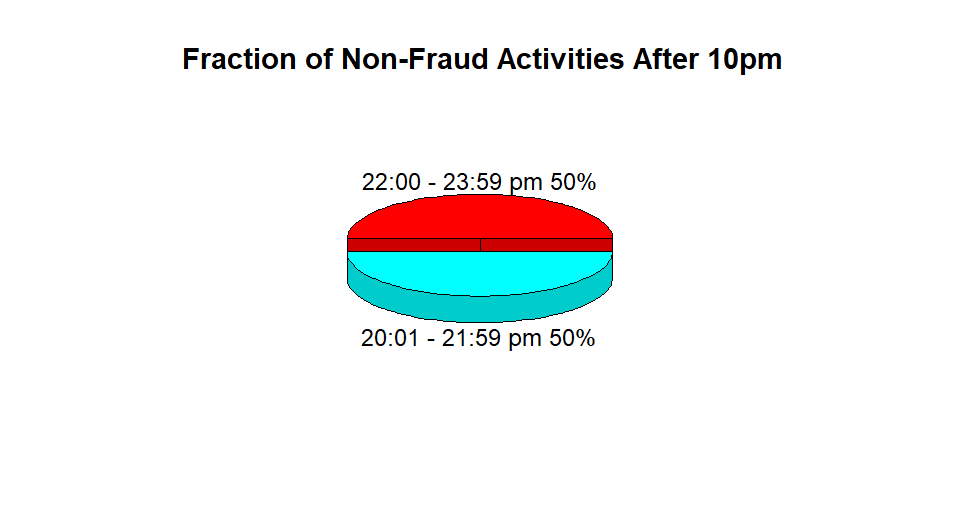 Fraction of Non-Fraud Activities After 10pm
22:00 - 23:59 pm 50%
20:01 - 21:59 pm 50%